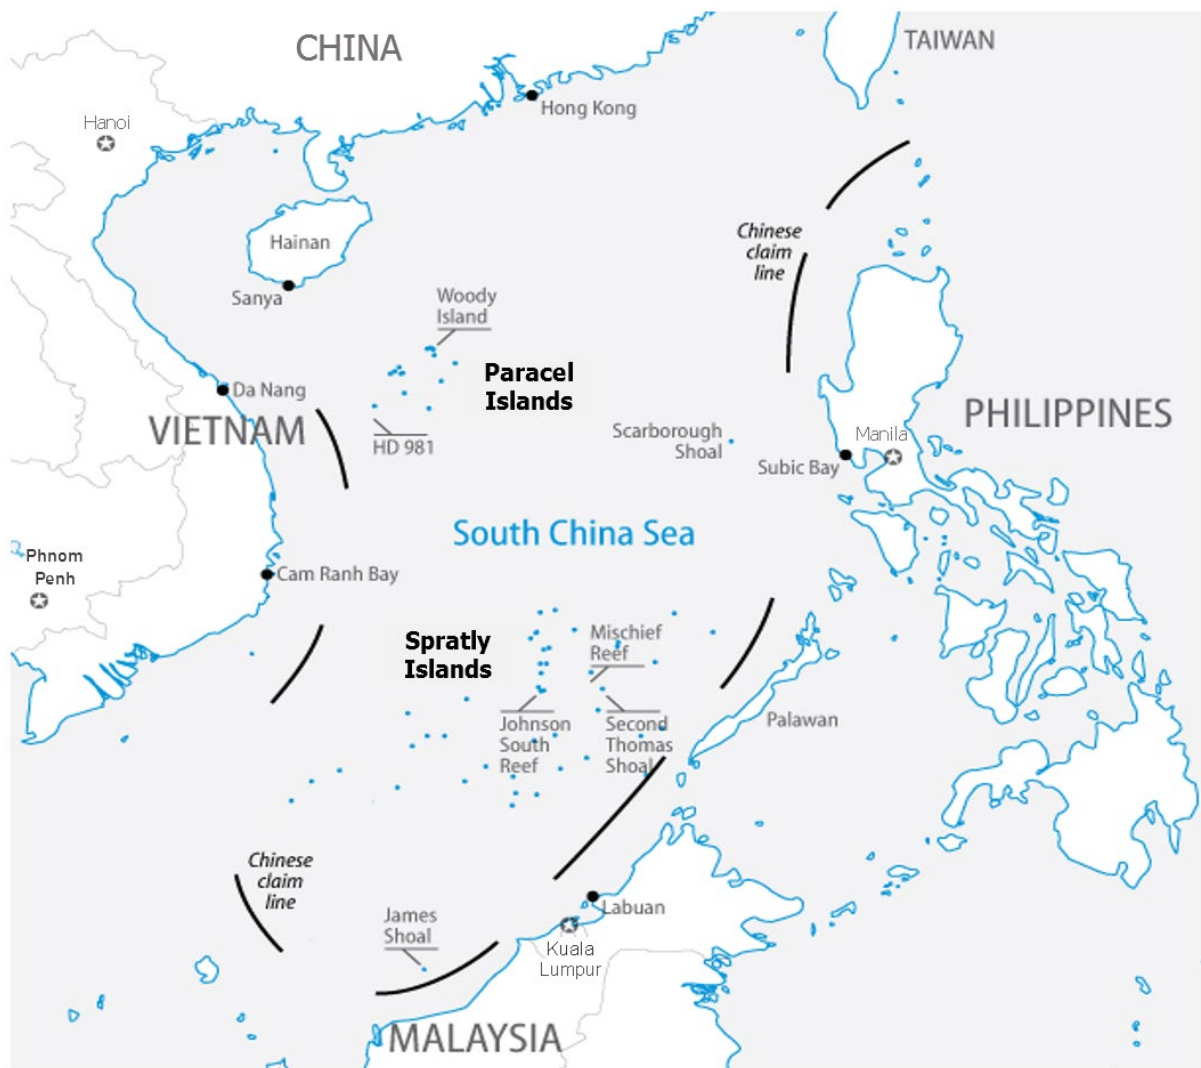 CHINA
TAIWAN
Hong Kong
Hanoi
Chinese
claim
line
Hainan
Sanya
Woody
Island
Paracel
Islands
Da Nang
VIETNAM
HD 981
Scarborough
Shoal
PHILIPPINES
Manila
Subic Bay
South China Sea
Phnom
Penh
Cam Ranh Bay
Spratly
Islands
Mischief
Reef
Johnson
South
Reef
Second
Thomas
Shoal
Palawan
Chinese
claim
line
James
Shoal
Labuan
Kuala
Lumpur
MALAYSIA